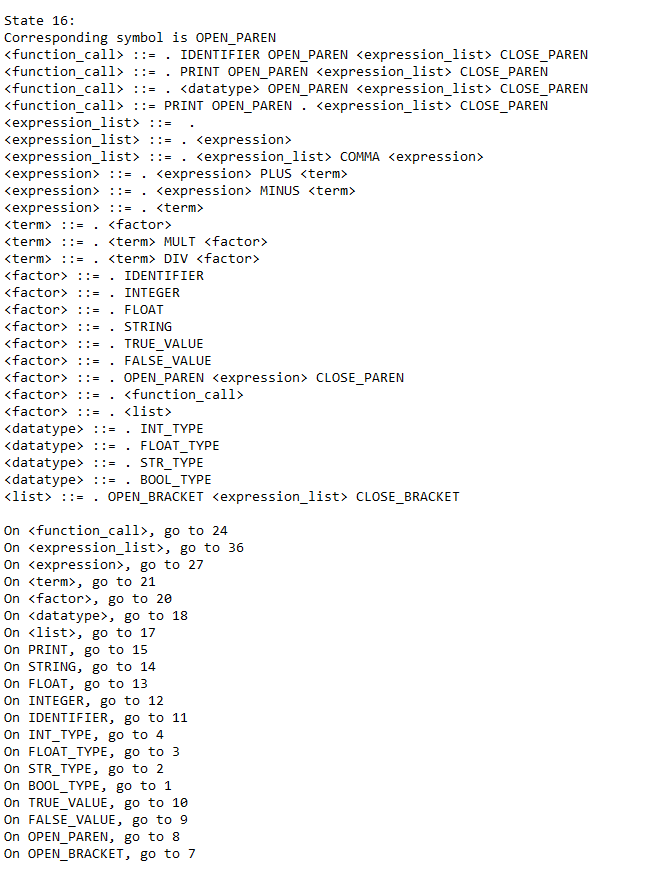 State 16:
Corresponding symbol is OPEN_PAREN
<function_call> ::= . IDENTIFIER OPEN_PAREN <expression_list> CLOSE_PAREN
<function_call> ::= . PRINT OPEN_PAREN <expression_list> CLOSE_PAREN
<function_call> ::= . <datatype> OPEN_PAREN <expression_list> CLOSE_PAREN
<function_call> ::= PRINT OPEN_PAREN . <expression_list> CLOSE_PAREN
<expression_list> ::=  .
<expression_list> ::= . <expression>
<expression_list> ::= . <expression_list> COMMA <expression>
<expression> ::= . <expression> PLUS <term>
<expression> ::= . <expression> MINUS <term>
<expression> ::= . <term>
<term> ::= . <factor>
<term> ::= . <term> MULT <factor>
<term> ::= . <term> DIV <factor>
<factor> ::= . IDENTIFIER
<factor> ::= . INTEGER
<factor> ::= . FLOAT
<factor> ::= . STRING
<factor> ::= . TRUE_VALUE
<factor> ::= . FALSE_VALUE
<factor> ::= . OPEN_PAREN <expression> CLOSE_PAREN
<factor> ::= . <function_call>
<factor> ::= . <list>
<datatype> ::= . INT_TYPE
<datatype> ::= . FLOAT_TYPE
<datatype> ::= . STR_TYPE
<datatype> ::= . BOOL_TYPE
<list> ::= . OPEN_BRACKET <expression_list> CLOSE_BRACKET

On <function_call>, go to 24
On <expression_list>, go to 36
On <expression>, go to 27
On <term>, go to 21
On <factor>, go to 20
On <datatype>, go to 18
On <list>, go to 17
On PRINT, go to 15
On STRING, go to 14
On FLOAT, go to 13
On INTEGER, go to 12
On IDENTIFIER, go to 11
On INT_TYPE, go to 4
On FLOAT_TYPE, go to 3
On STR_TYPE, go to 2
On BOOL_TYPE, go to 1
On TRUE_VALUE, go to 10
On FALSE_VALUE, go to 9
On OPEN_PAREN, go to 8
On OPEN_BRACKET, go to 7